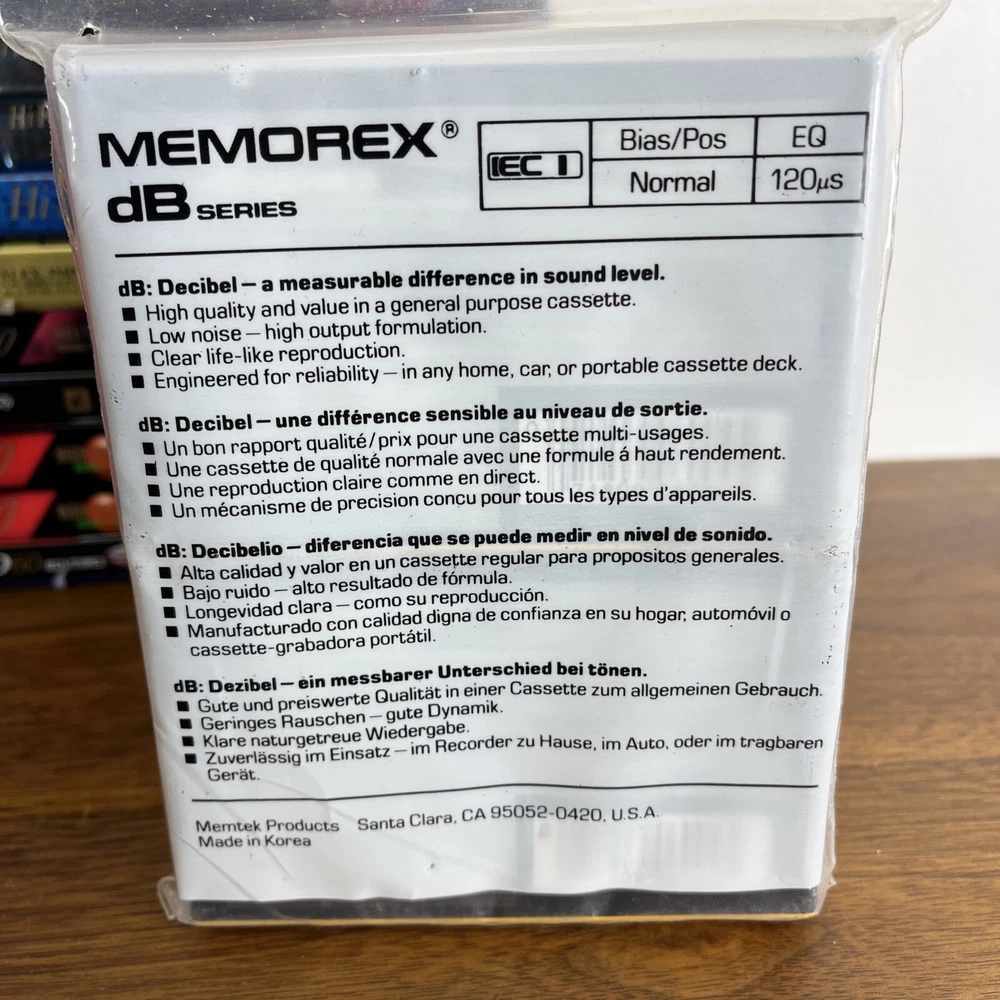 MEMOREX®
dB SERIES
IEC I
Bias/Pos EQ
Normal 120µs
dB: Decibel – a measurable difference in sound level.
■ High quality and value in a general purpose cassette.
■ Low noise – high output formulation.
■ Clear life-like reproduction.
■ Engineered for reliability – in any home, car, or portable cassette deck.
dB: Decibel – une différence sensible au niveau de sortie.
■ Un bon rapport qualité/prix pour une cassette multi-usages.
■ Une cassette de qualité normale avec une formule á haut rendement.
■ Une reproduction claire comme en direct.
■ Un mécanisme de precision conçu pour tous les types d'appareils.
dB: Decibelio – diferencia que se puede medir en nivel de sonido.
■ Alta calidad y valor en un cassette regular para propositos generales.
■ Bajo ruido – alto resultado de fórmula.
■ Longevidad clara – como su reproducción.
■ Manufacturado con calidad digna de confianza en su hogar, automóvil o
cassette-grabadora portátil.
dB: Dezibel – ein messbarer Unterschied bei tönen.
■ Gute und preiswerte Qualität in einer Cassette zum allgemeinen Gebrauch.
■ Geringes Rauschen – gute Dynamik.
■ Klare naturgetreue Wiedergabe.
■ Zuverlässig im Einsatz – im Recorder zu Hause, im Auto, oder im tragbaren
Gerät.
Memtek Products Santa Clara, CA 95052-0420, U.S.A.
Made in Korea